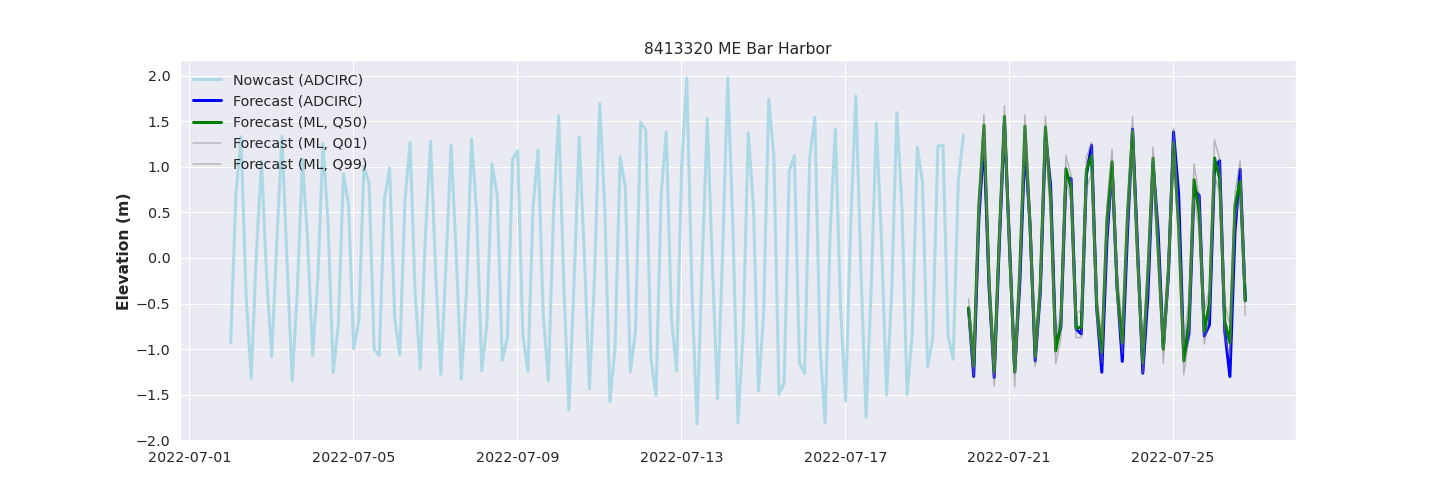 8413320 ME Bar Harbor
Nowcast (ADCIRC)
Forecast (ADCIRC)
Forecast (ML, Q50)
Forecast (ML, Q01)
Forecast (ML, Q99)
Elevation (m)
2.0
1.5
1.0
0.5
0.0
−0.5
−1.0
−1.5
−2.0
2022-07-01 2022-07-05 2022-07-09 2022-07-13 2022-07-17 2022-07-21 2022-07-25